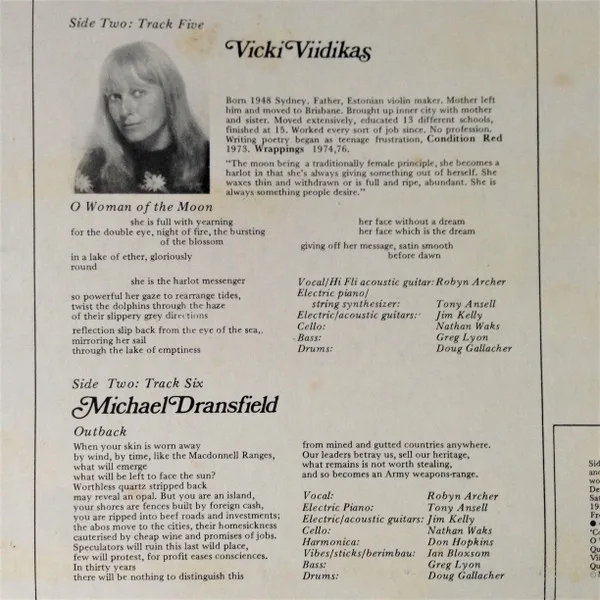 Side Two: Track Five
Vicki Viidikas
Born 1948 Sydney. Father, Estonian violin maker. Mother left
him and moved to Brisbane. Brought up inner city with mother
and sister. Moved extensively, educated 13 different schools,
finished at 15. Worked every sort of job since. No profession.
Writing poetry began as teenage frustration, Condition Red
1973. Wrappings 1974,76.
"The moon being a traditionally female principle, she becomes a
harlot in that she's always giving something out of herself. She
waxes thin and withdrawn or is full and ripe, abundant. She is
always something people desire."
O Woman of the Moon
she is full with yearning
for the double eye, night of fire, the bursting
of the blossom
in a lake of ether, gloriously
round
she is the harlot messenger
so powerful her gaze to rearrange tides,
twist the dolphins through the haze
of their slippery grey directions
reflection slip back from the eye of the sea,
mirroring her sail
through the lake of emptiness
her face without a dream
her face which is the dream
giving off her message, satin smooth
before dawn
Vocal/Hi Fli acoustic guitar: Robyn Archer
Electric piano/
string synthesizer: Tony Ansell
Electric/acoustic guitars: Jim Kelly
Cello: Nathan Waks
Bass: Greg Lyon
Drums: Doug Gallacher
Side Two: Track Six
Michael Dransfield
Outback
When your skin is worn away
by wind, by time, like the Macdonnell Ranges,
what will emerge
what will be left to face the sun?
Worthless quartz stripped back
may reveal an opal. But you are an island,
your shores are fences built by foreign cash,
you are ripped into beef roads and investments;
the abos move to the cities, their homesickness
cauterised by cheap wine and promises of jobs.
Speculators will ruin this last wild place,
few will protest, for profit eases consciences.
In thirty years
there will be nothing to distinguish this
from mined and gutted countries anywhere.
Our leaders betray us, sell our heritage,
what remains is not worth stealing,
and so becomes an Army weapons-range.
Vocal: Robyn Archer
Electric Piano: Tony Ansell
Electric/acoustic guitars: Jim Kelly
Cello: Nathan Waks
Harmonica: Don Hopkins
Vibes/sticks/berimbau: Ian Bloxsom
Bass: Greg Lyon
Drums: Doug Gallacher